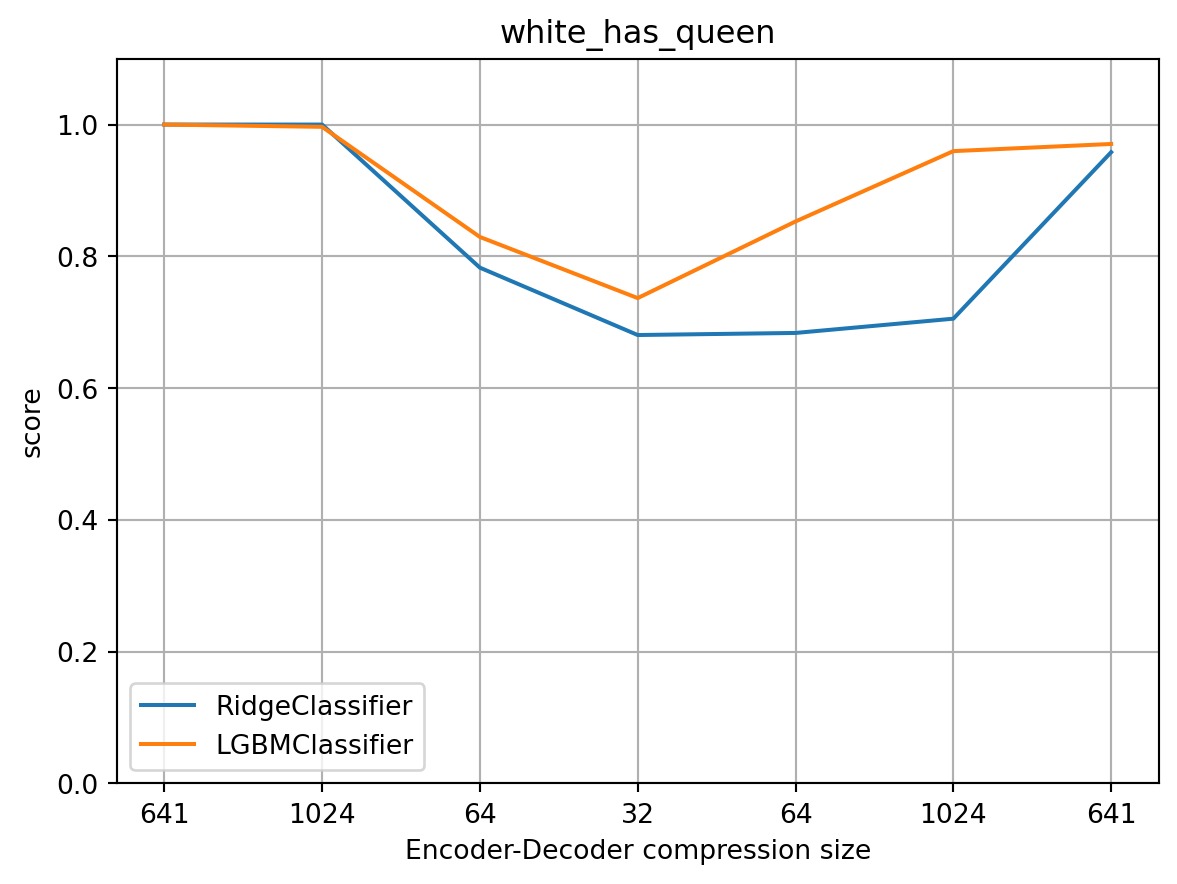 white_has_queen
1.0
0.8
0.6
0.4
0.2
0.0
score
RidgeClassifier
LGBMClassifier
641 1024 64 32 64 1024 641
Encoder-Decoder compression size